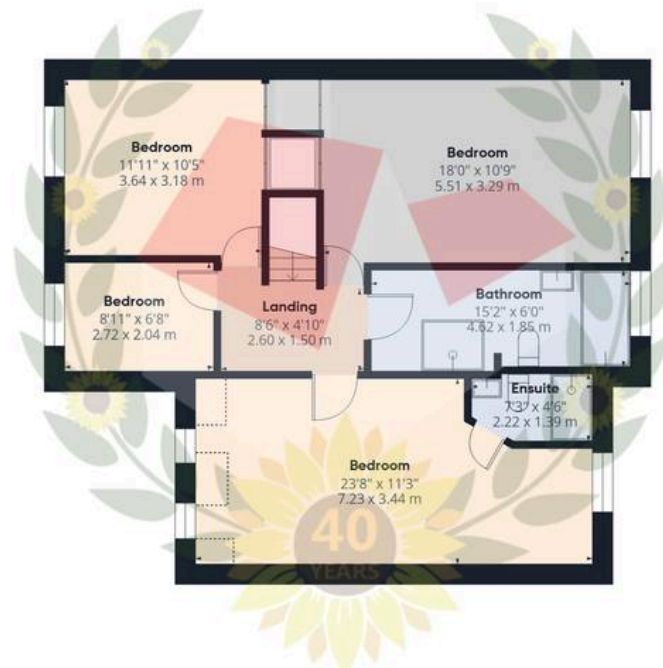 Bedroom
11'11" x 10'5"
3.64 x 3.18 m
Bedroom
18'0" x 10'9"
5.51 x 3.29 m
Bedroom
8'11" x 6'8"
2.72 x 2.04 m
Landing
8'6" x 4'10"
2.60 x 1.50 m
Bathroom
15'2" x 6'0"
4.62 x 1.85 m
Ensuite
7'3" x 4'6"
2.22 x 1.39 m
Bedroom
23'8" x 11'3"
7.23 x 3.44 m
40
YEARS